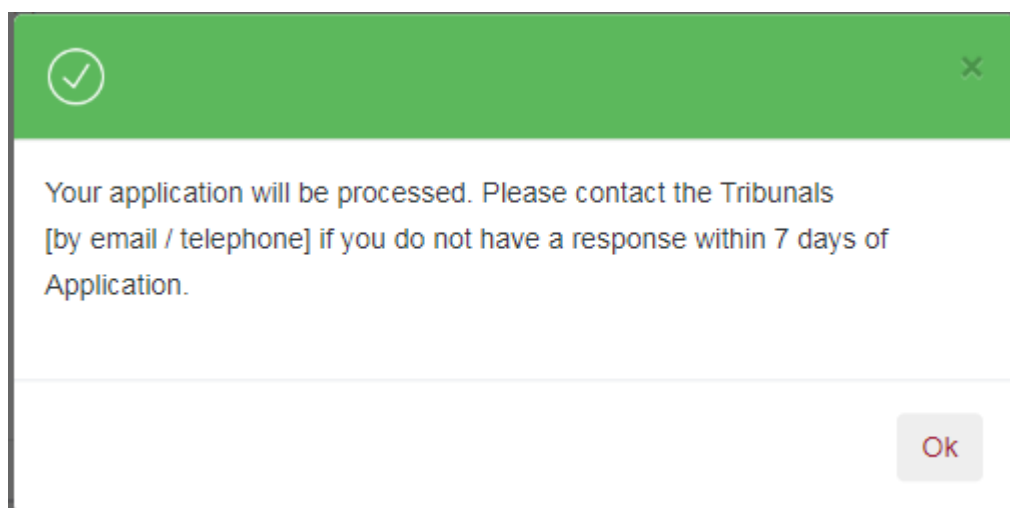 Your application will be processed. Please contact the Tribunals
[by email / telephone] if you do not have a response within 7 days of
Application.
Ok